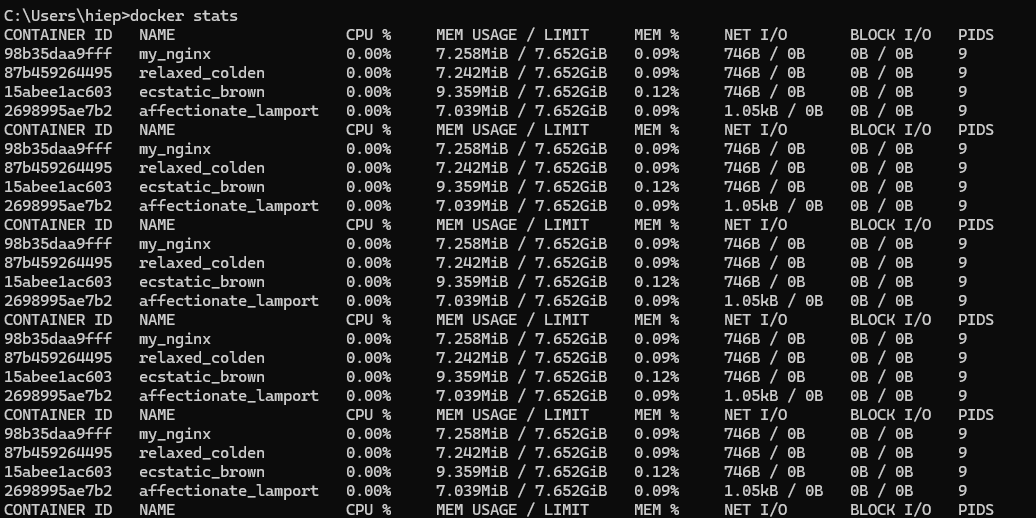 C:\Users\hiep>docker stats
CONTAINER ID   NAME                  CPU %     MEM USAGE / LIMIT     MEM %     NET I/O         BLOCK I/O   PIDS
98b35daa9fff   my_nginx              0.00%     7.258MiB / 7.652GiB   0.09%     746B / 0B       0B / 0B     9
87b459264495   relaxed_colden        0.00%     7.242MiB / 7.652GiB   0.09%     746B / 0B       0B / 0B     9
15abee1ac603   ecstatic_brown        0.00%     9.359MiB / 7.652GiB   0.12%     746B / 0B       0B / 0B     9
2698995ae7b2   affectionate_lamport   0.00%     7.039MiB / 7.652GiB   0.09%     1.05kB / 0B     0B / 0B     9
CONTAINER ID   NAME                  CPU %     MEM USAGE / LIMIT     MEM %     NET I/O         BLOCK I/O   PIDS
98b35daa9fff   my_nginx              0.00%     7.258MiB / 7.652GiB   0.09%     746B / 0B       0B / 0B     9
87b459264495   relaxed_colden        0.00%     7.242MiB / 7.652GiB   0.09%     746B / 0B       0B / 0B     9
15abee1ac603   ecstatic_brown        0.00%     9.359MiB / 7.652GiB   0.12%     746B / 0B       0B / 0B     9
2698995ae7b2   affectionate_lamport   0.00%     7.039MiB / 7.652GiB   0.09%     1.05kB / 0B     0B / 0B     9
CONTAINER ID   NAME                  CPU %     MEM USAGE / LIMIT     MEM %     NET I/O         BLOCK I/O   PIDS
98b35daa9fff   my_nginx              0.00%     7.258MiB / 7.652GiB   0.09%     746B / 0B       0B / 0B     9
87b459264495   relaxed_colden        0.00%     7.242MiB / 7.652GiB   0.09%     746B / 0B       0B / 0B     9
15abee1ac603   ecstatic_brown        0.00%     9.359MiB / 7.652GiB   0.12%     746B / 0B       0B / 0B     9
2698995ae7b2   affectionate_lamport   0.00%     7.039MiB / 7.652GiB   0.09%     1.05kB / 0B     0B / 0B     9
CONTAINER ID   NAME                  CPU %     MEM USAGE / LIMIT     MEM %     NET I/O         BLOCK I/O   PIDS
98b35daa9fff   my_nginx              0.00%     7.258MiB / 7.652GiB   0.09%     746B / 0B       0B / 0B     9
87b459264495   relaxed_colden        0.00%     7.242MiB / 7.652GiB   0.09%     746B / 0B       0B / 0B     9
15abee1ac603   ecstatic_brown        0.00%     9.359MiB / 7.652GiB   0.12%     746B / 0B       0B / 0B     9
2698995ae7b2   affectionate_lamport   0.00%     7.039MiB / 7.652GiB   0.09%     1.05kB / 0B     0B / 0B     9
CONTAINER ID   NAME                  CPU %     MEM USAGE / LIMIT     MEM %     NET I/O         BLOCK I/O   PIDS
98b35daa9fff   my_nginx              0.00%     7.258MiB / 7.652GiB   0.09%     746B / 0B       0B / 0B     9
87b459264495   relaxed_colden        0.00%     7.242MiB / 7.652GiB   0.09%     746B / 0B       0B / 0B     9
15abee1ac603   ecstatic_brown        0.00%     9.359MiB / 7.652GiB   0.12%     746B / 0B       0B / 0B     9
2698995ae7b2   affectionate_lamport   0.00%     7.039MiB / 7.652GiB   0.09%     1.05kB / 0B     0B / 0B     9
CONTAINER ID   NAME                  CPU %     MEM USAGE / LIMIT     MEM %     NET I/O         BLOCK I/O   PIDS